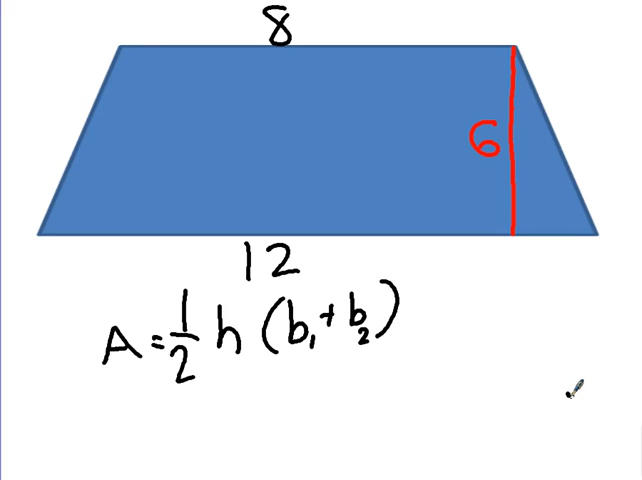 8
6
12
A = 1/2 h (b₁ + b₂)